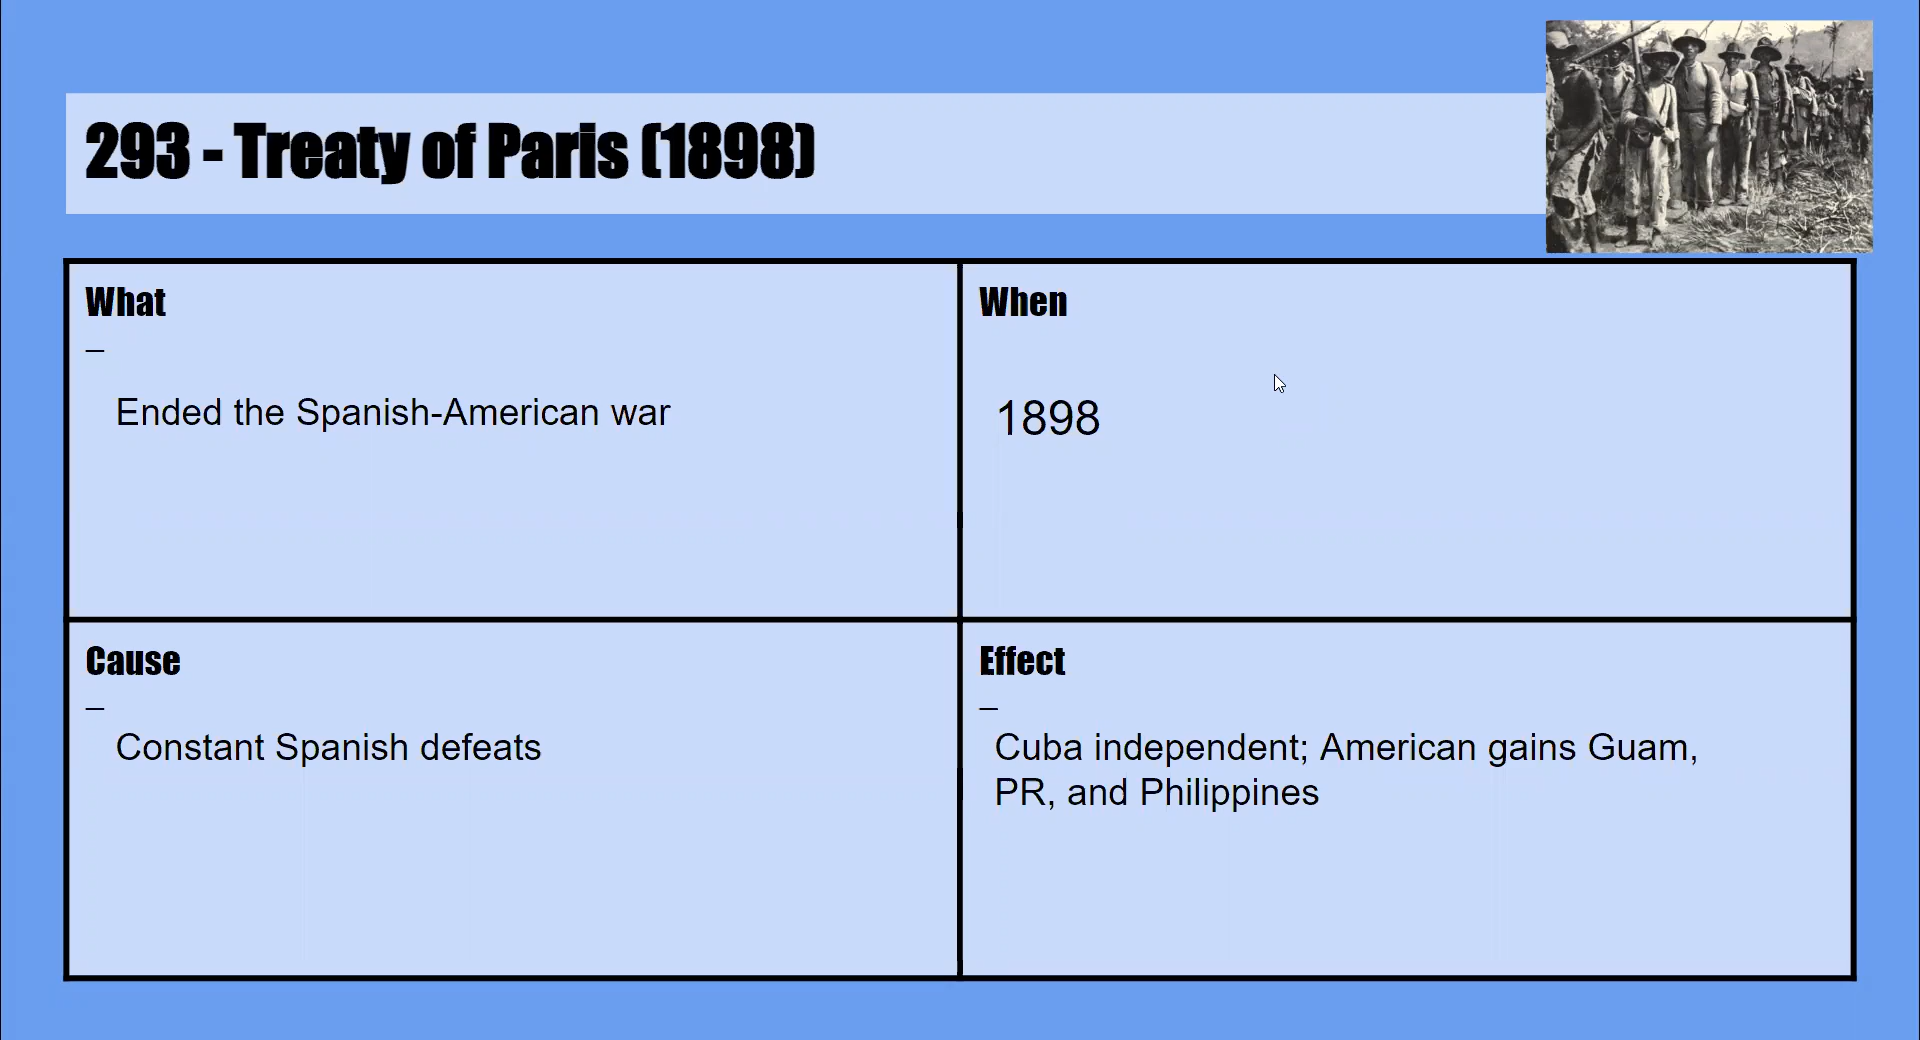 293 - Treaty of Paris (1898)
What
–
Ended the Spanish-American war
When
1898
Cause
–
Constant Spanish defeats
Effect
–
Cuba independent; American gains Guam,
PR, and Philippines